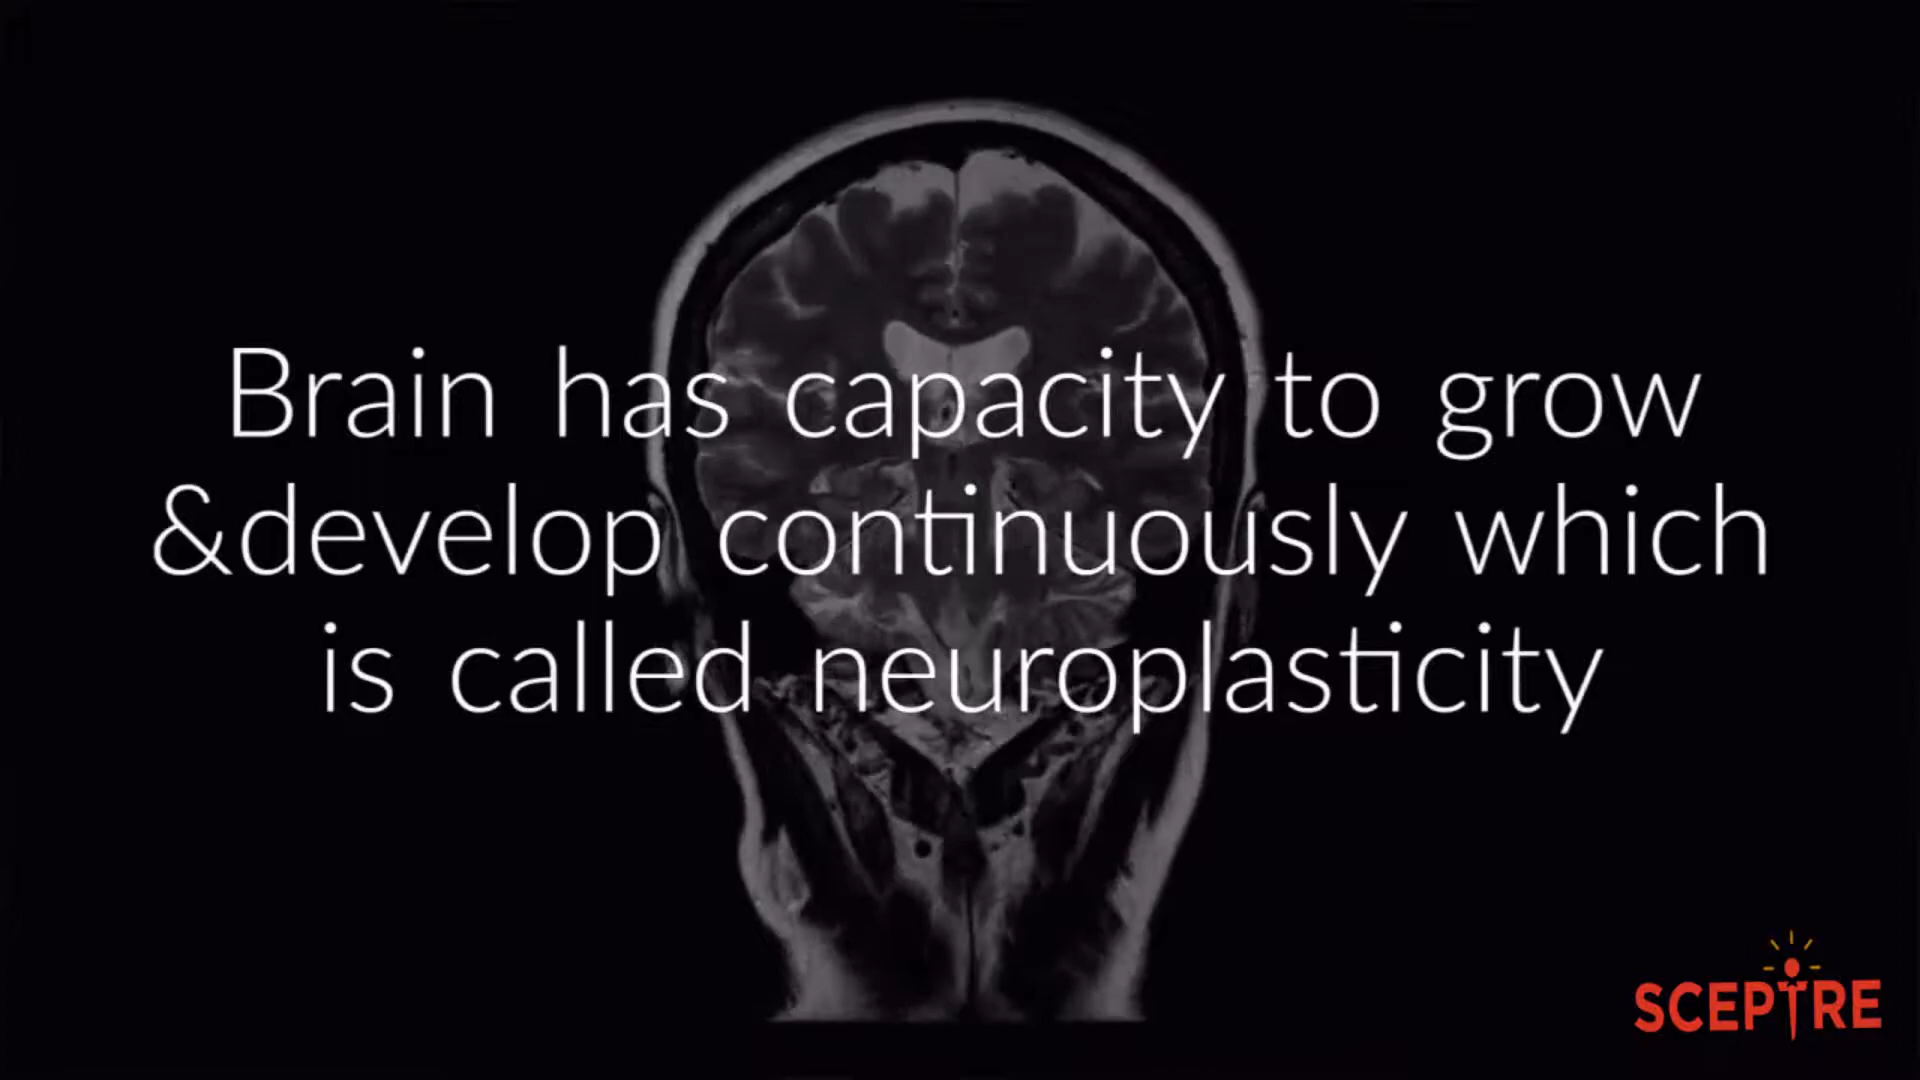 Brain has capacity to grow
&develop continuously which
is called neuroplasticity
SCEPTRE